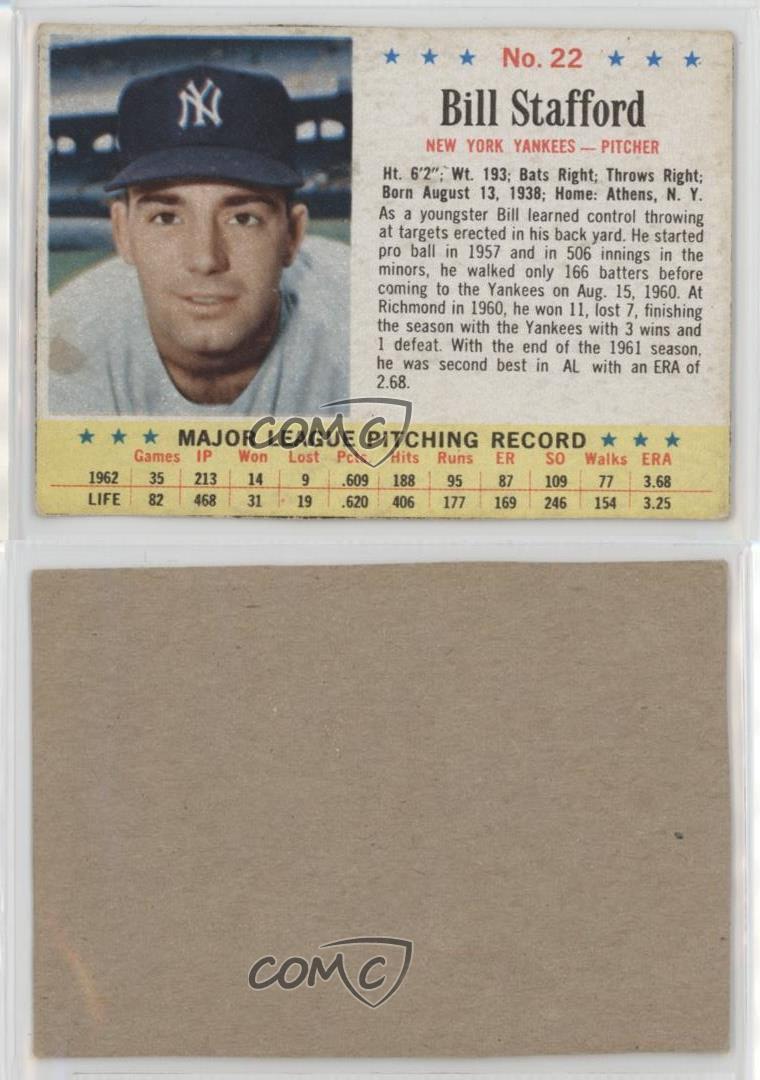 NY
★ ★ ★ No. 22 ★ ★ ★
Bill Stafford
NEW YORK YANKEES — PITCHER
Ht. 6'2"; Wt. 193; Bats Right; Throws Right;
Born August 13, 1938; Home: Athens, N. Y.
As a youngster Bill learned control throwing
at targets erected in his back yard. He started
pro ball in 1957 and in 506 innings in the
minors, he walked only 166 batters before
coming to the Yankees on Aug. 15, 1960. At
Richmond in 1960, he won 11, lost 7, finishing
the season with the Yankees with 3 wins and
1 defeat. With the end of the 1961 season,
he was second best in AL with an ERA of
2.68.
★ ★ ★ MAJOR LEAGUE PITCHING RECORD ★ ★ ★
Games IP Won Lost Pcts. Hits Runs ER SO Walks ERA
1962 35 213 14 9 .609 188 95 87 109 77 3.68
LIFE 82 468 31 19 .620 406 177 169 246 154 3.25
COMC
COMC